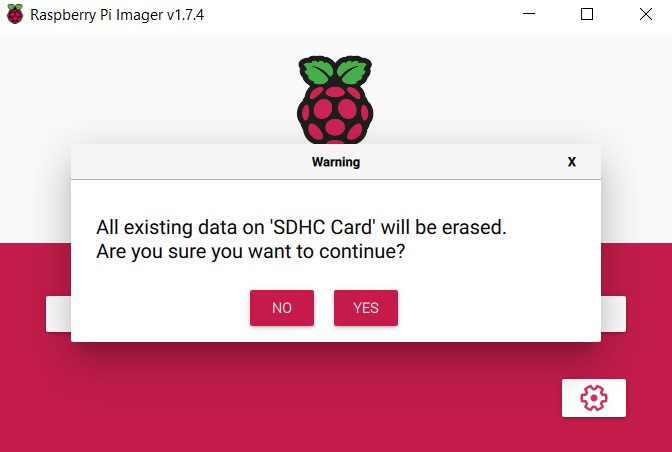 Raspberry Pi Imager v1.7.4
Warning
X
All existing data on 'SDHC Card' will be erased.
Are you sure you want to continue?
NO
YES